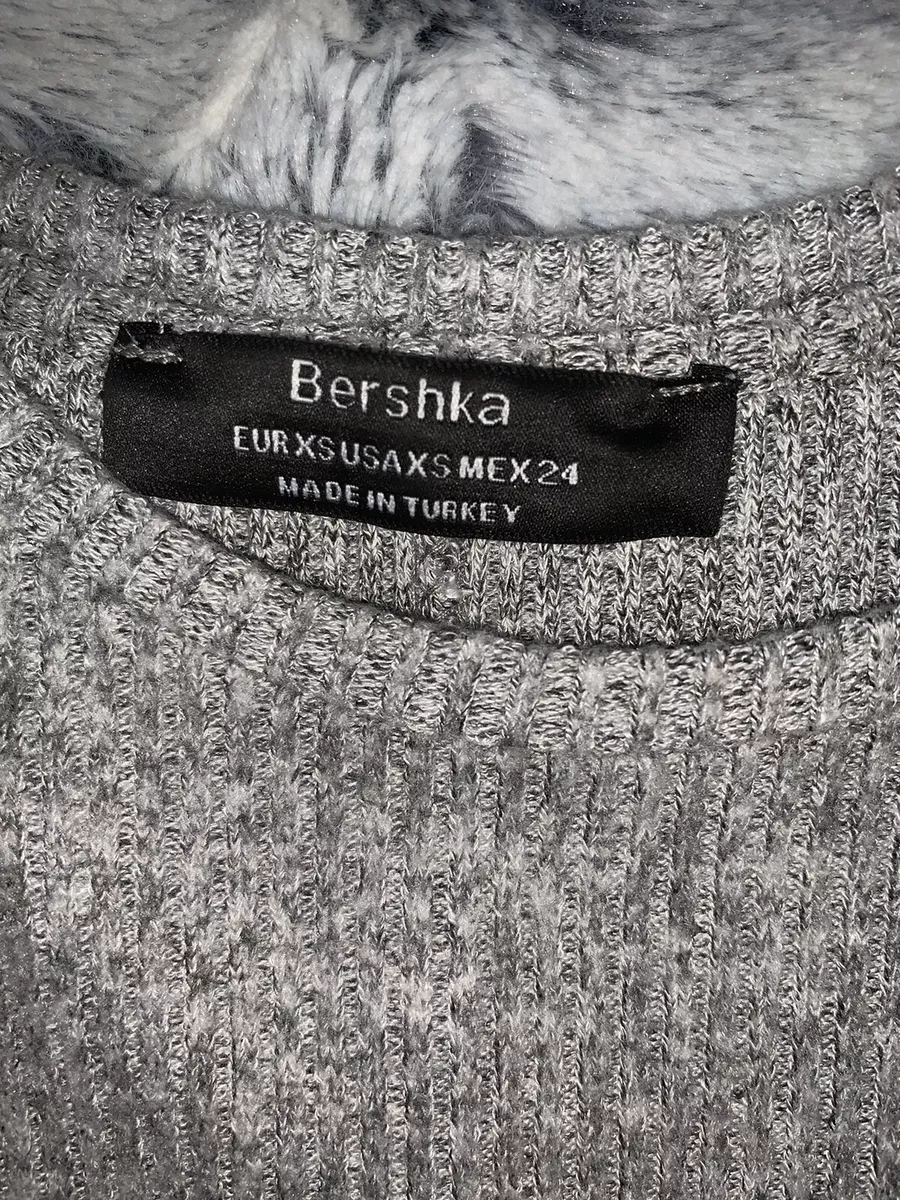 Bershka
EUR XS USA XS MEX 24
MADE IN TURKEY